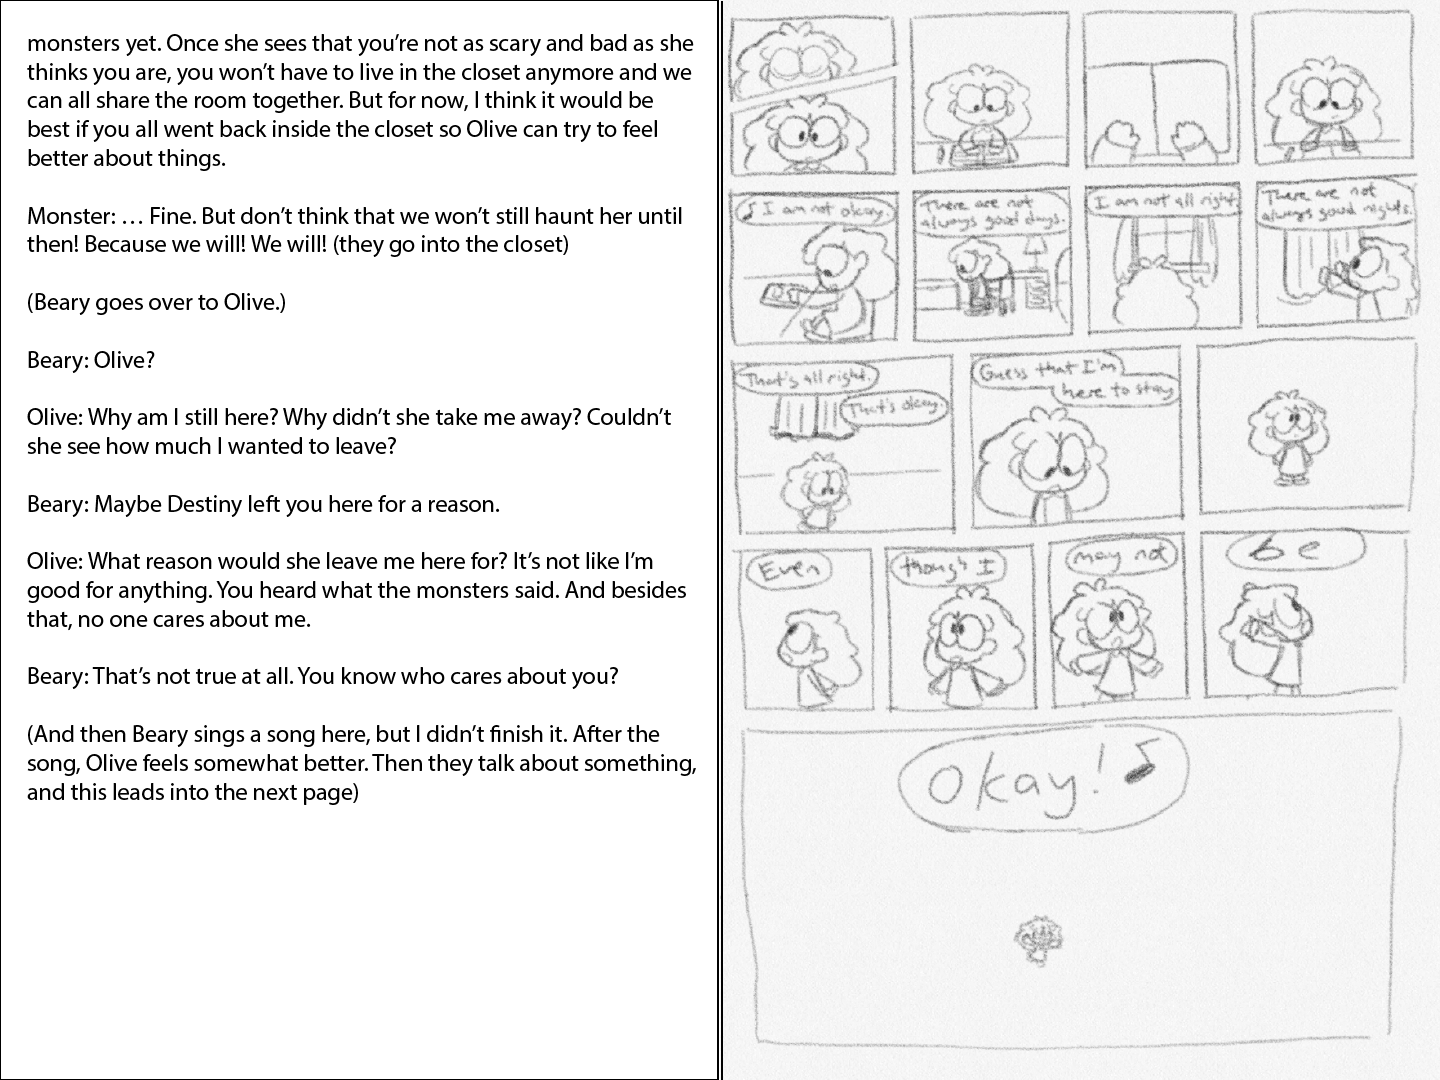 monsters yet. Once she sees that you’re not as scary and bad as she
thinks you are, you won’t have to live in the closet anymore and we
can all share the room together. But for now, I think it would be
best if you all went back inside the closet so Olive can try to feel
better about things.
Monster: … Fine. But don’t think that we won’t still haunt her until
then! Because we will! We will! (they go into the closet)
(Beary goes over to Olive.)
Beary: Olive?
Olive: Why am I still here? Why didn’t she take me away? Couldn’t
she see how much I wanted to leave?
Beary: Maybe Destiny left you here for a reason.
Olive: What reason would she leave me here for? It’s not like I’m
good for anything. You heard what the monsters said. And besides
that, no one cares about me.
Beary: That’s not true at all. You know who cares about you?
(And then Beary sings a song here, but I didn’t finish it. After the
song, Olive feels somewhat better. Then they talk about something,
and this leads into the next page)
♪ I am not okay.
There are not
always good days.
I am not all right.
There are not
always good nights.
That's all right.
That's okay.
Guess that I'm
here to stay
Even
though I
may not
be
okay! ♪